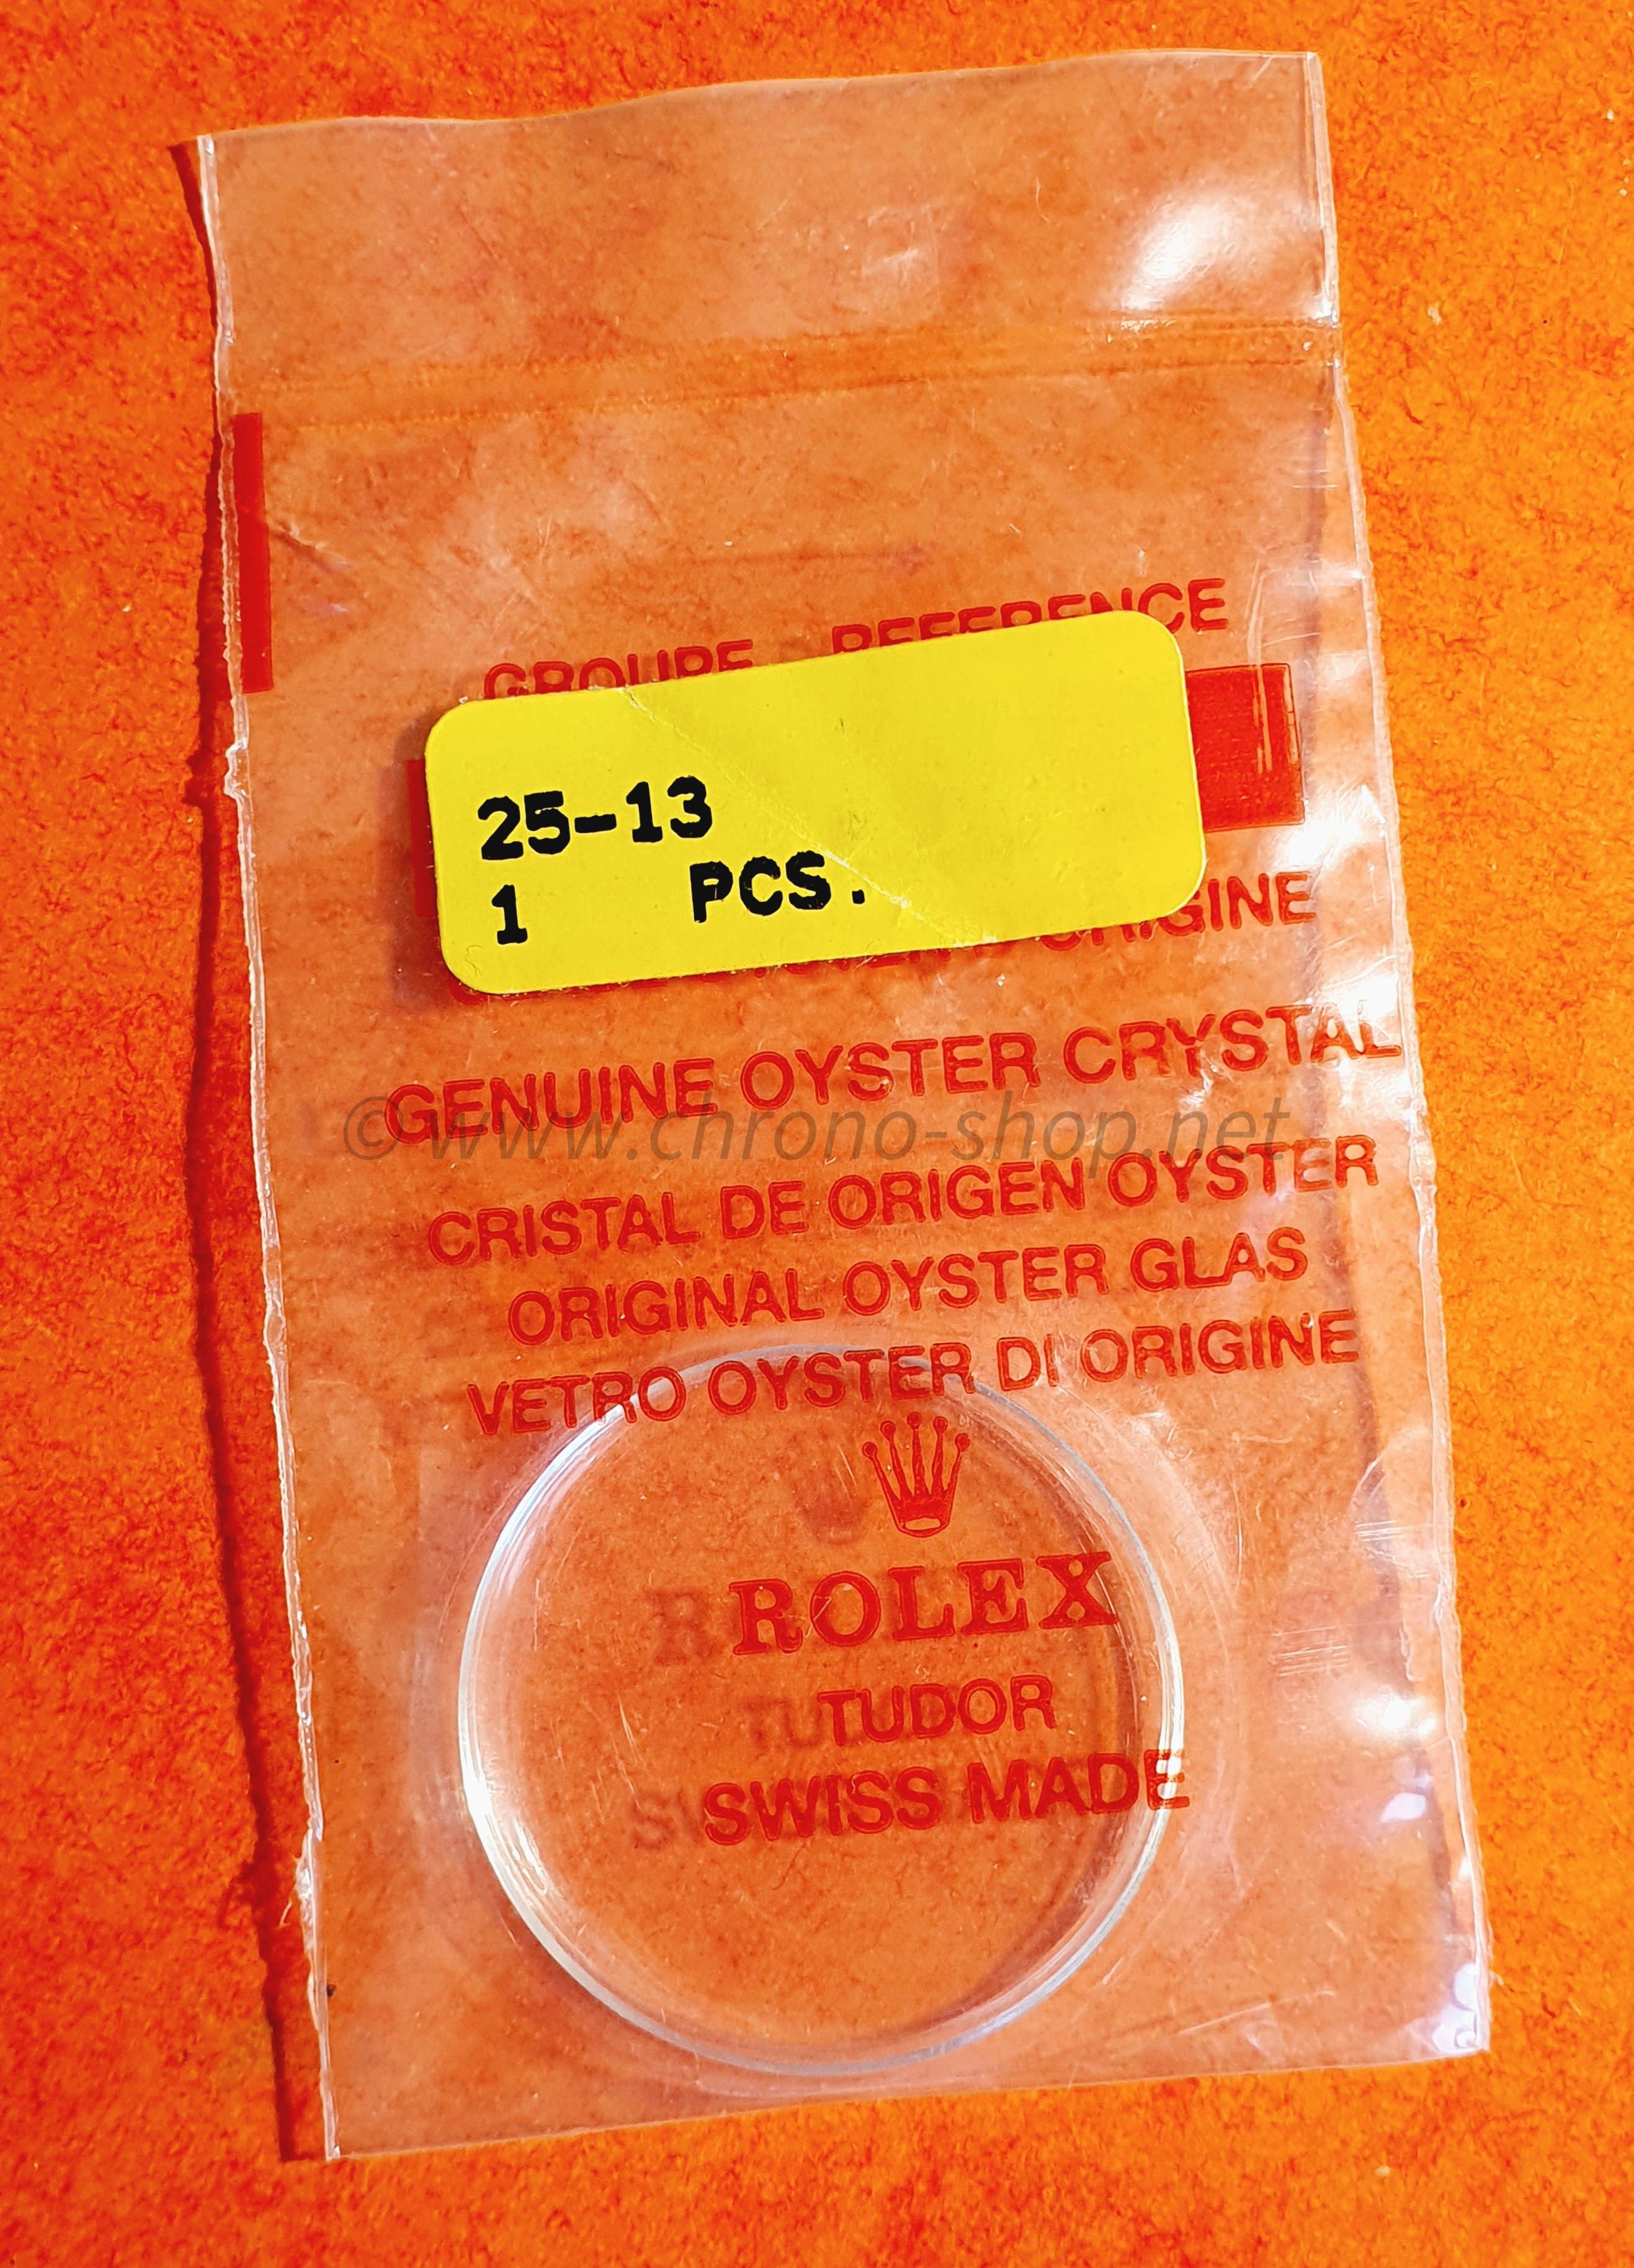 GROUPE REFERENCE
25-13
1 PCS.
ORIGINE
GENUINE OYSTER CRYSTAL
©www.chrono-shop.net
CRISTAL DE ORIGEN OYSTER
ORIGINAL OYSTER GLAS
VETRO OYSTER DI ORIGINE
ROLEX
TUDOR
SWISS MADE